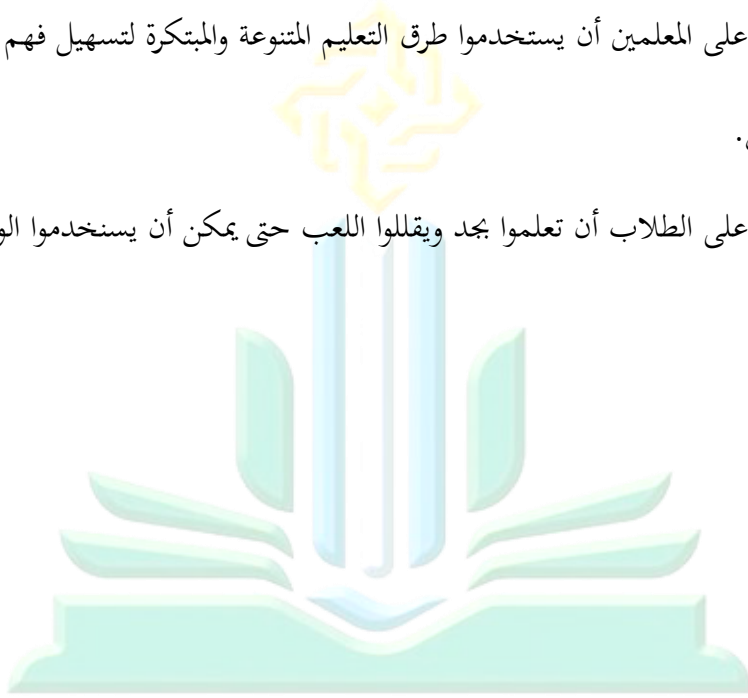 على المعلمين أن يستخدموا طرق التعليم المتنوعة والمبتكرة لتسهيل فهم
على الطلاب أن تعلموا بجد ويقللوا اللعب حتى يمكن أن يسنخدموا